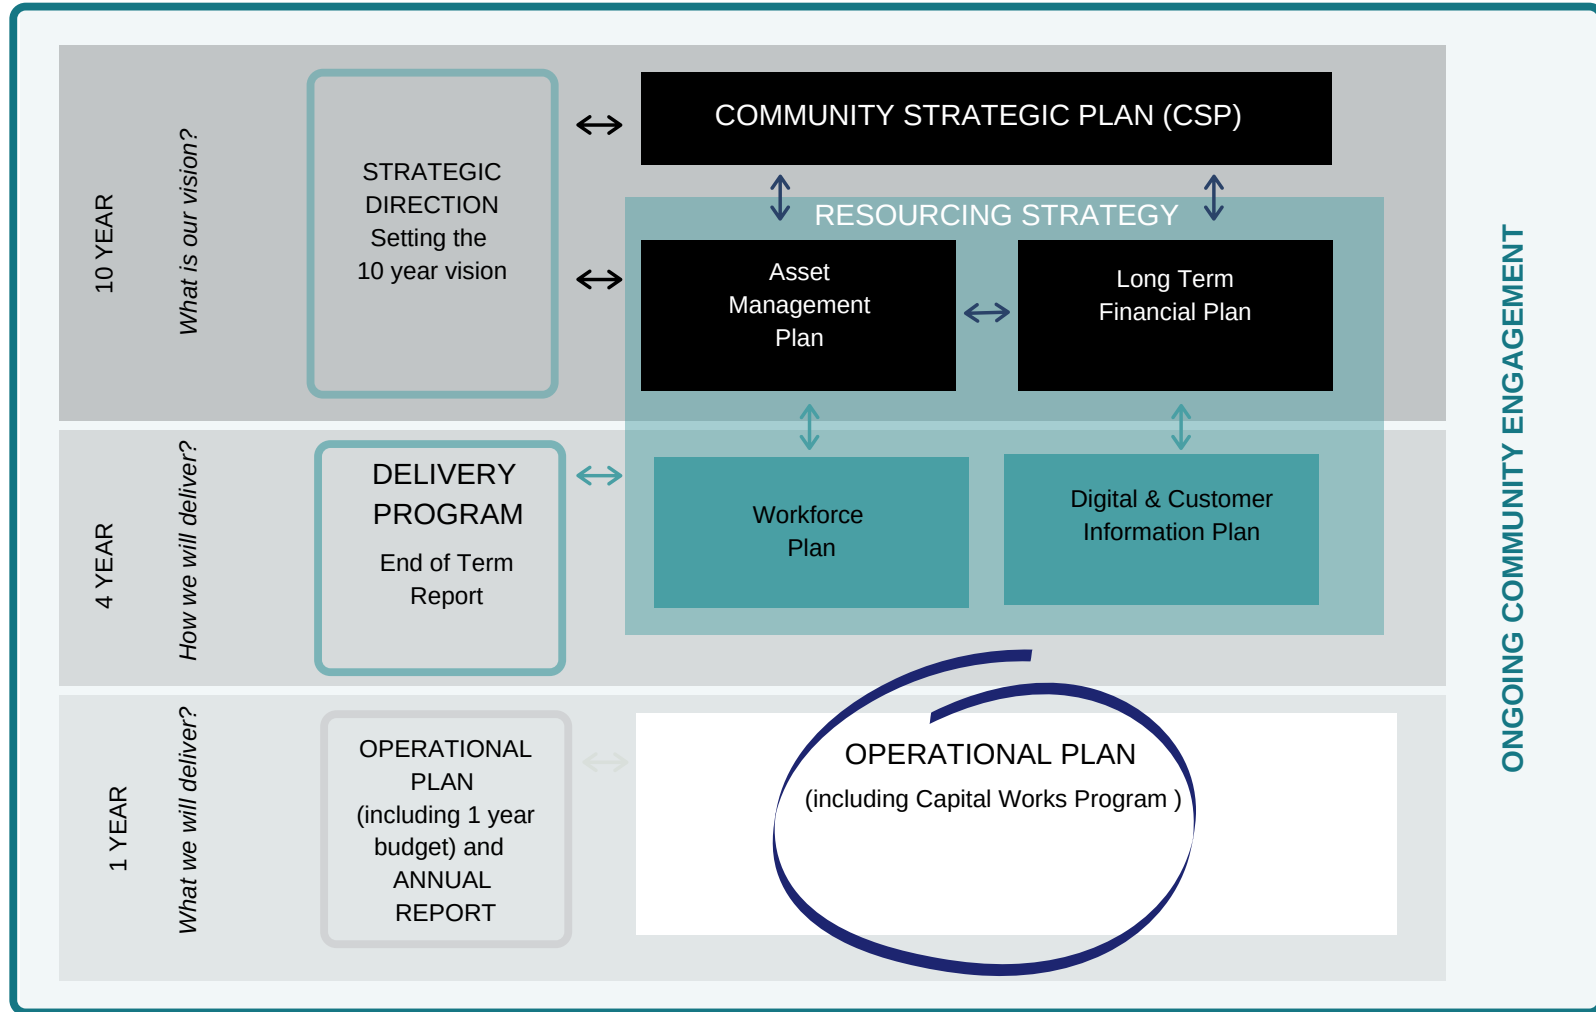 10 YEAR
What is our vision?
STRATEGIC
DIRECTION
Setting the
10 year vision
COMMUNITY STRATEGIC PLAN (CSP)
RESOURCING STRATEGY
Asset
Management
Plan
Long Term
Financial Plan
4 YEAR
How we will deliver?
DELIVERY
PROGRAM
End of Term
Report
Workforce
Plan
Digital & Customer
Information Plan
1 YEAR
What we will deliver?
OPERATIONAL
PLAN
(including 1 year
budget) and
ANNUAL
REPORT
OPERATIONAL PLAN
(including Capital Works Program )
ONGOING COMMUNITY ENGAGEMENT